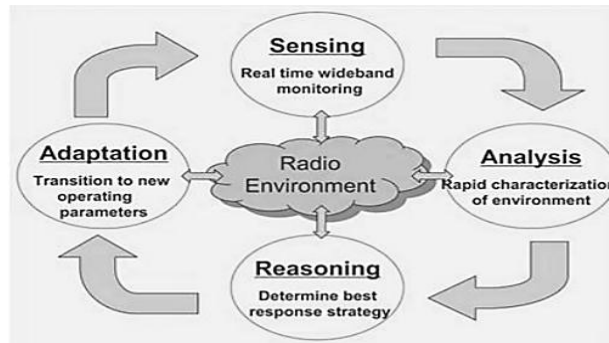 Sensing
Real time wideband
monitoring
Adaptation
Transition to new
operating
parameters
Radio
Environment
Analysis
Rapid characterization
of environment
Reasoning
Determine best
response strategy